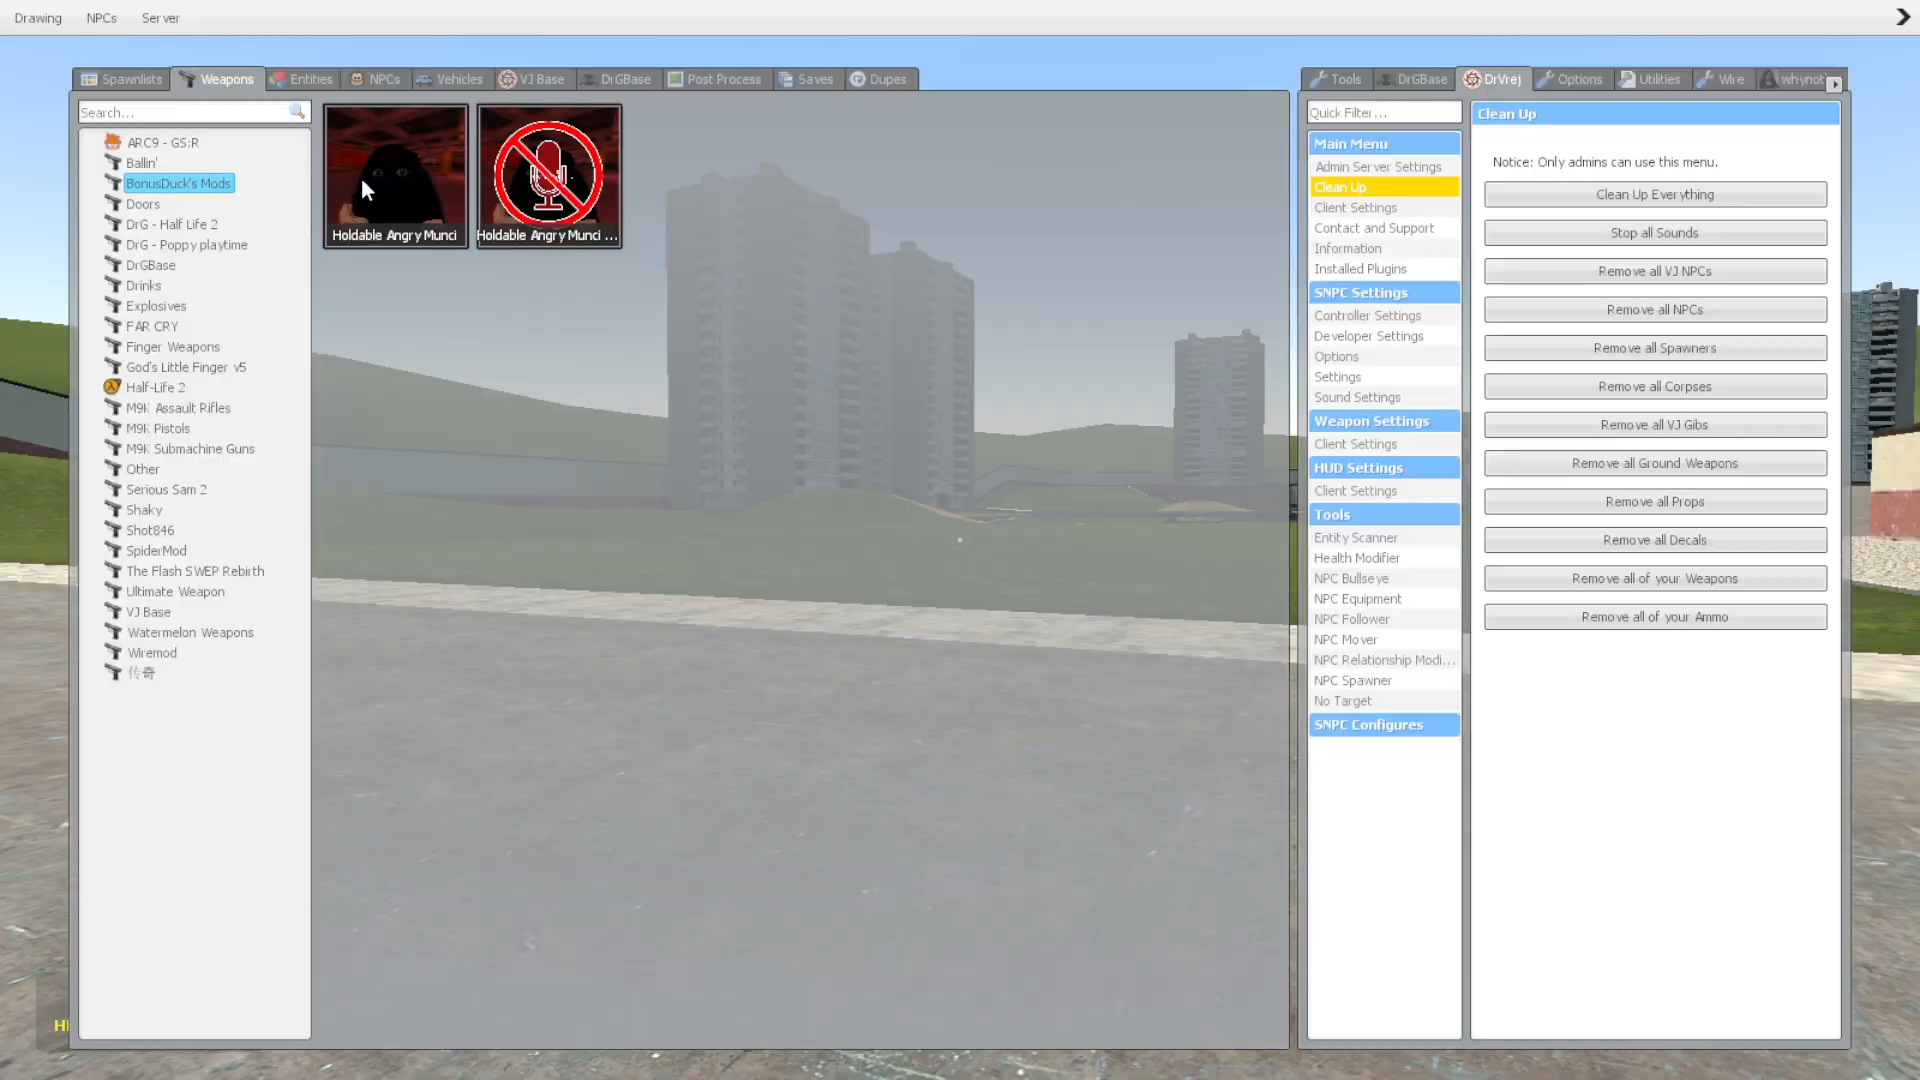 Drawing NPCs Server
Spawnlists Weapons Entities NPCs Vehicles VJ Base DrGBase Post Process Saves Dupes
Search...
ARC9 - GS:R
Ballin'
BonusDuck's Mods
Doors
DrG - Half Life 2
DrG - Poppy playtime
DrGBase
Drinks
Explosives
FAR CRY
Finger Weapons
God's Little Finger v5
Half-Life 2
M9K Assault Rifles
M9K Pistols
M9K Submachine Guns
Other
Serious Sam 2
Shaky
Shot846
SpiderMod
The Flash SWEP Rebirth
Ultimate Weapon
VJ Base
Watermelon Weapons
Wiremod
传奇
Holdable Angry Munci
Holdable Angry Munci ...
Tools DrGBase DrVrej Options Utilities Wire whynot
Quick Filter...
Main Menu
Admin Server Settings
Clean Up
Client Settings
Contact and Support
Information
Installed Plugins
SNPC Settings
Controller Settings
Developer Settings
Options
Settings
Sound Settings
Weapon Settings
Client Settings
HUD Settings
Client Settings
Tools
Entity Scanner
Health Modifier
NPC Bullseye
NPC Equipment
NPC Follower
NPC Mover
NPC Relationship Modi...
NPC Spawner
No Target
SNPC Configures
Clean Up
Notice: Only admins can use this menu.
Clean Up Everything
Stop all Sounds
Remove all VJ NPCs
Remove all NPCs
Remove all Spawners
Remove all Corpses
Remove all VJ Gibs
Remove all Ground Weapons
Remove all Props
Remove all Decals
Remove all of your Weapons
Remove all of your Ammo